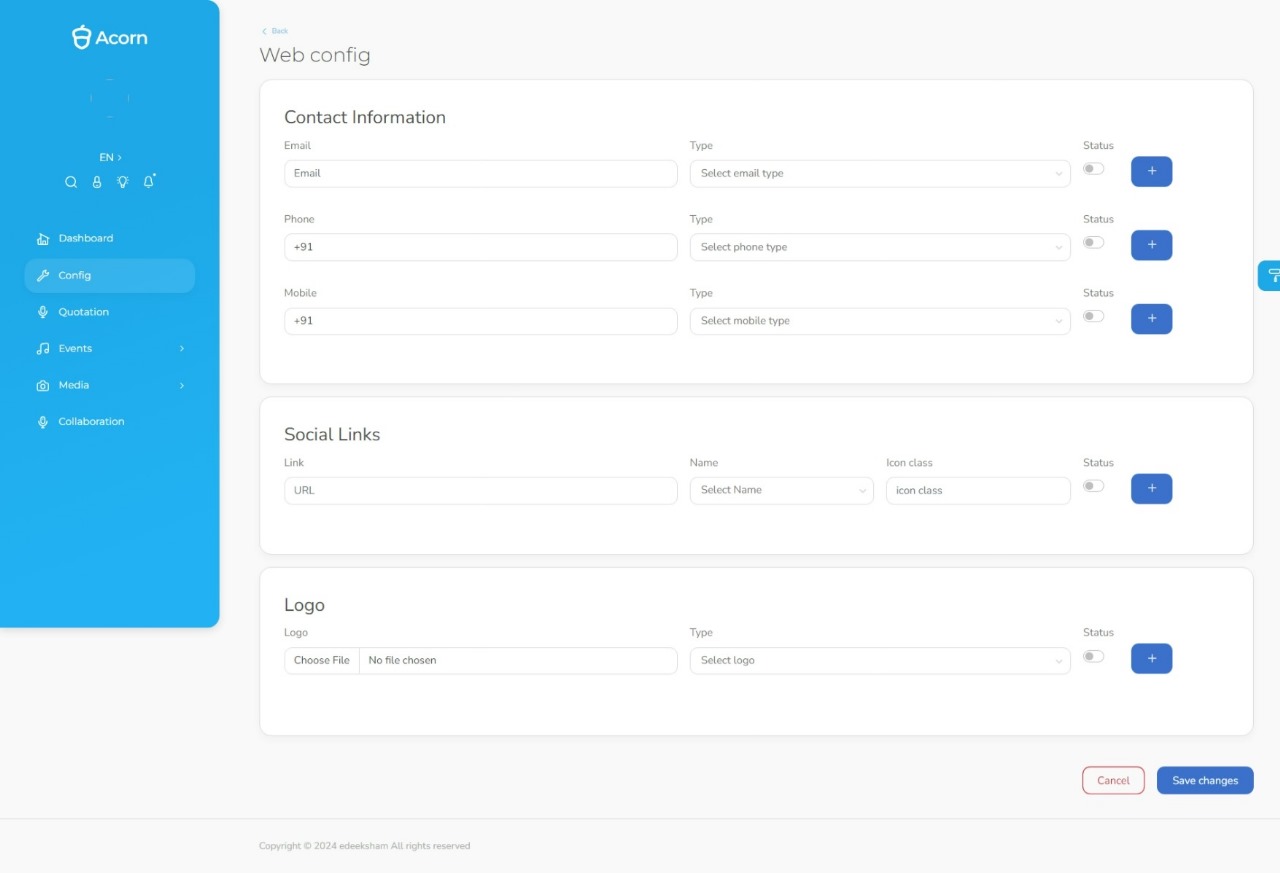 Acorn
EN
Dashboard
Config
Quotation
Events
Media
Collaboration
Back
Web config
Contact Information
Email Type Status
Email Select email type +
Phone Type Status
+91 Select phone type +
Mobile Type Status
+91 Select mobile type +
Social Links
Link Name Icon class Status
URL Select Name icon class +
Logo
Logo Type Status
Choose File No file chosen Select logo +
Cancel Save changes
Copyright © 2024 edeeksham All rights reserved